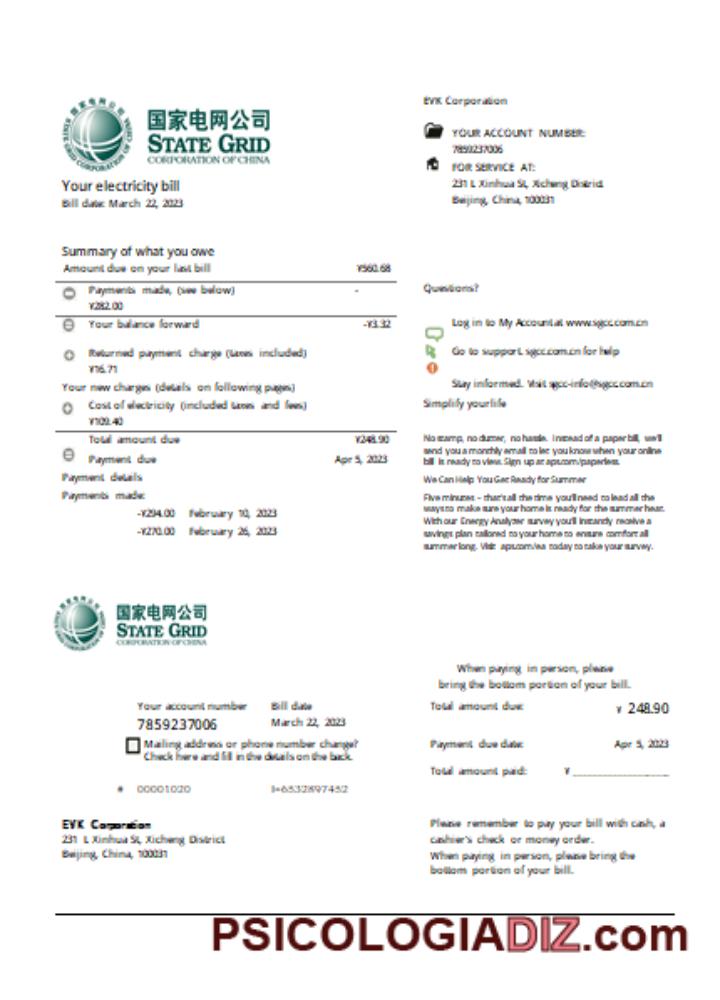 国家电网公司
STATE GRID
CORPORATION OF CHINA
Your electricity bill
Bill date: March 22, 2023
EVK Corporation
YOUR ACCOUNT NUMBER:
7859237006
FOR SERVICE AT:
231 L Xinhua St, Xicheng District
Beijing, China, 100031
Summary of what you owe
Amount due on your last bill ¥560.68
Payments made, (see below) -
¥282.00
Your balance forward -¥3.32
Returned payment charge (taxes included)
¥16.71
Your new charges (details on following pages)
Cost of electricity (included taxes and fees)
¥109.40
Total amount due ¥248.90
Payment due Apr 5, 2023
Payment details
Payments made:
-¥294.00 February 10, 2023
-¥270.00 February 26, 2023
Questions?
Log in to My Account at www.sgcc.com.cn
Go to support. sgcc.com.cn for help
Stay informed. Visit sgcc-info@sgcc.com.cn
Simplify your life
No stamp, no clutter, no hassle. Instead of a paper bill, we'll
send you a monthly email to let you know when your online
bill is ready to view. Sign up at aps.com/paperless.
We Can Help You Get Ready for Summer
Five minutes – that's all the time you'll need to lead all the
ways to make sure your home is ready for the summer heat.
With our Energy Analyzer survey you'll instantly receive a
savings plan tailored to your home to ensure comfort all
summer long. Visit aps.com/ea today to take your survey.
国家电网公司
STATE GRID
CORPORATION OF CHINA
When paying in person, please
bring the bottom portion of your bill.
Your account number Bill date
7859237006 March 22, 2023
Mailing address or phone number change?
Check here and fill in the details on the back.
# 00001020 I=6532897452
Total amount due: ¥ 248.90
Payment due date: Apr 5, 2023
Total amount paid: ¥
EVK Corporation
231 L Xinhua St, Xicheng District
Beijing, China, 100031
Please remember to pay your bill with cash, a
cashier's check or money order.
When paying in person, please bring the
bottom portion of your bill.
PSICOLOGIADIZ.com